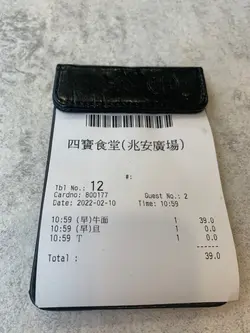 四寶食堂(兆安廣場)
#:
Tbl No.: 12
Cardno: B00177 Guest No.: 2
Date: 2022-02-10 Time: 10:59
10:59 (早)牛面 1 39.0
10:59 (早)豆 1 0.0
10:59 丁 1 0.0
Total : 39.0